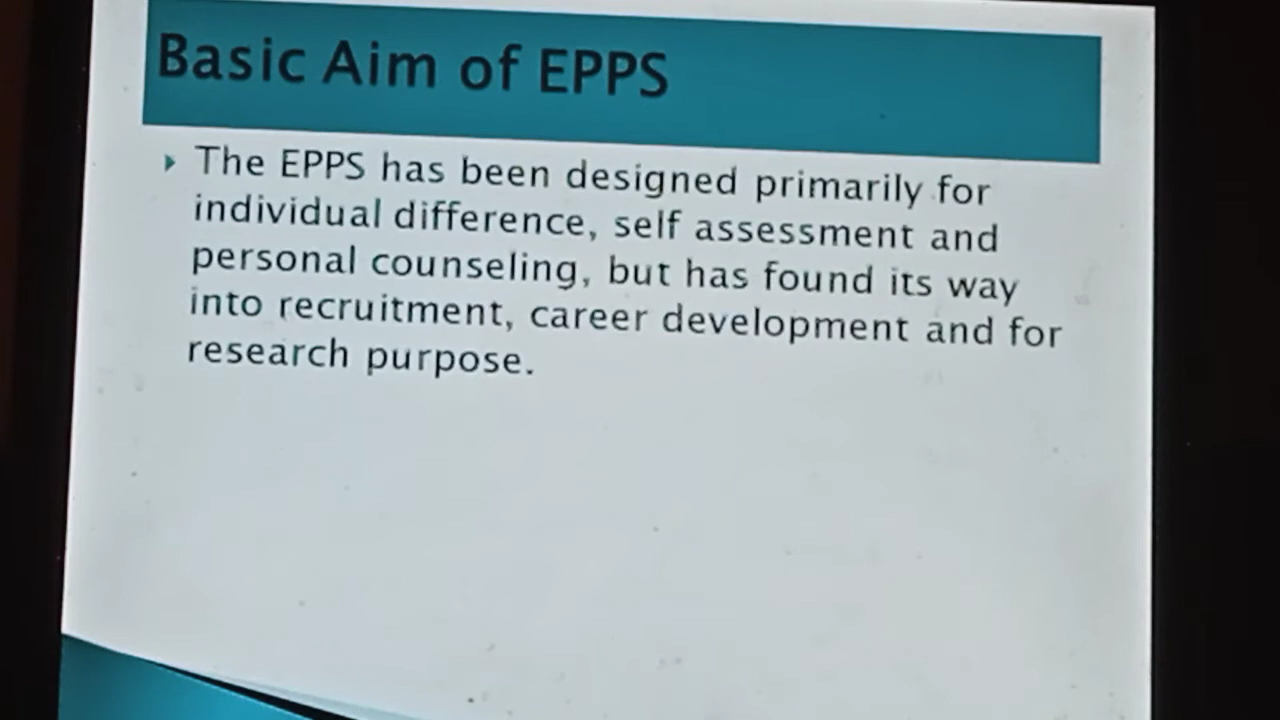 Basic Aim of EPPS
The EPPS has been designed primarily for
individual difference, self assessment and
personal counseling, but has found its way
into recruitment, career development and for
research purpose.